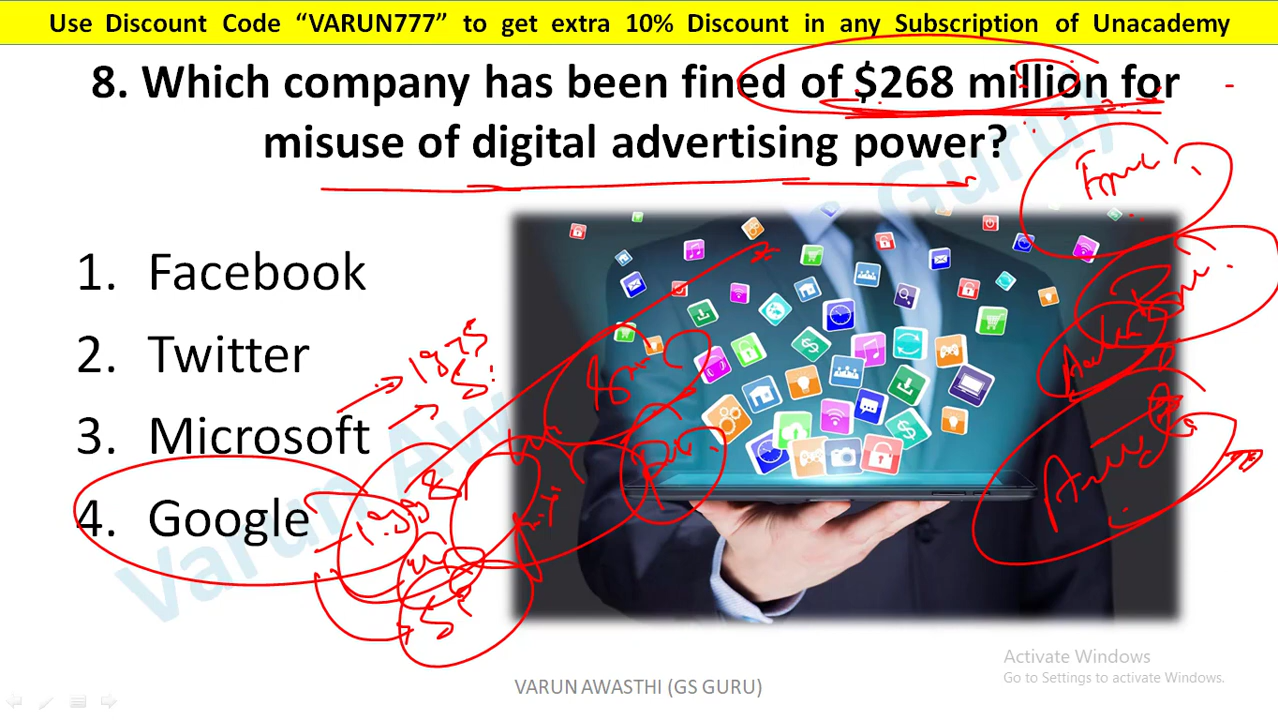 Use Discount Code “VARUN777” to get extra 10% Discount in any Subscription of Unacademy
8. Which company has been fined of $268 million for
misuse of digital advertising power?
1. Facebook
2. Twitter
3. Microsoft
4. Google
1975
Activate Windows
Go to Settings to activate Windows.
VARUN AWASTHI (GS GURU)